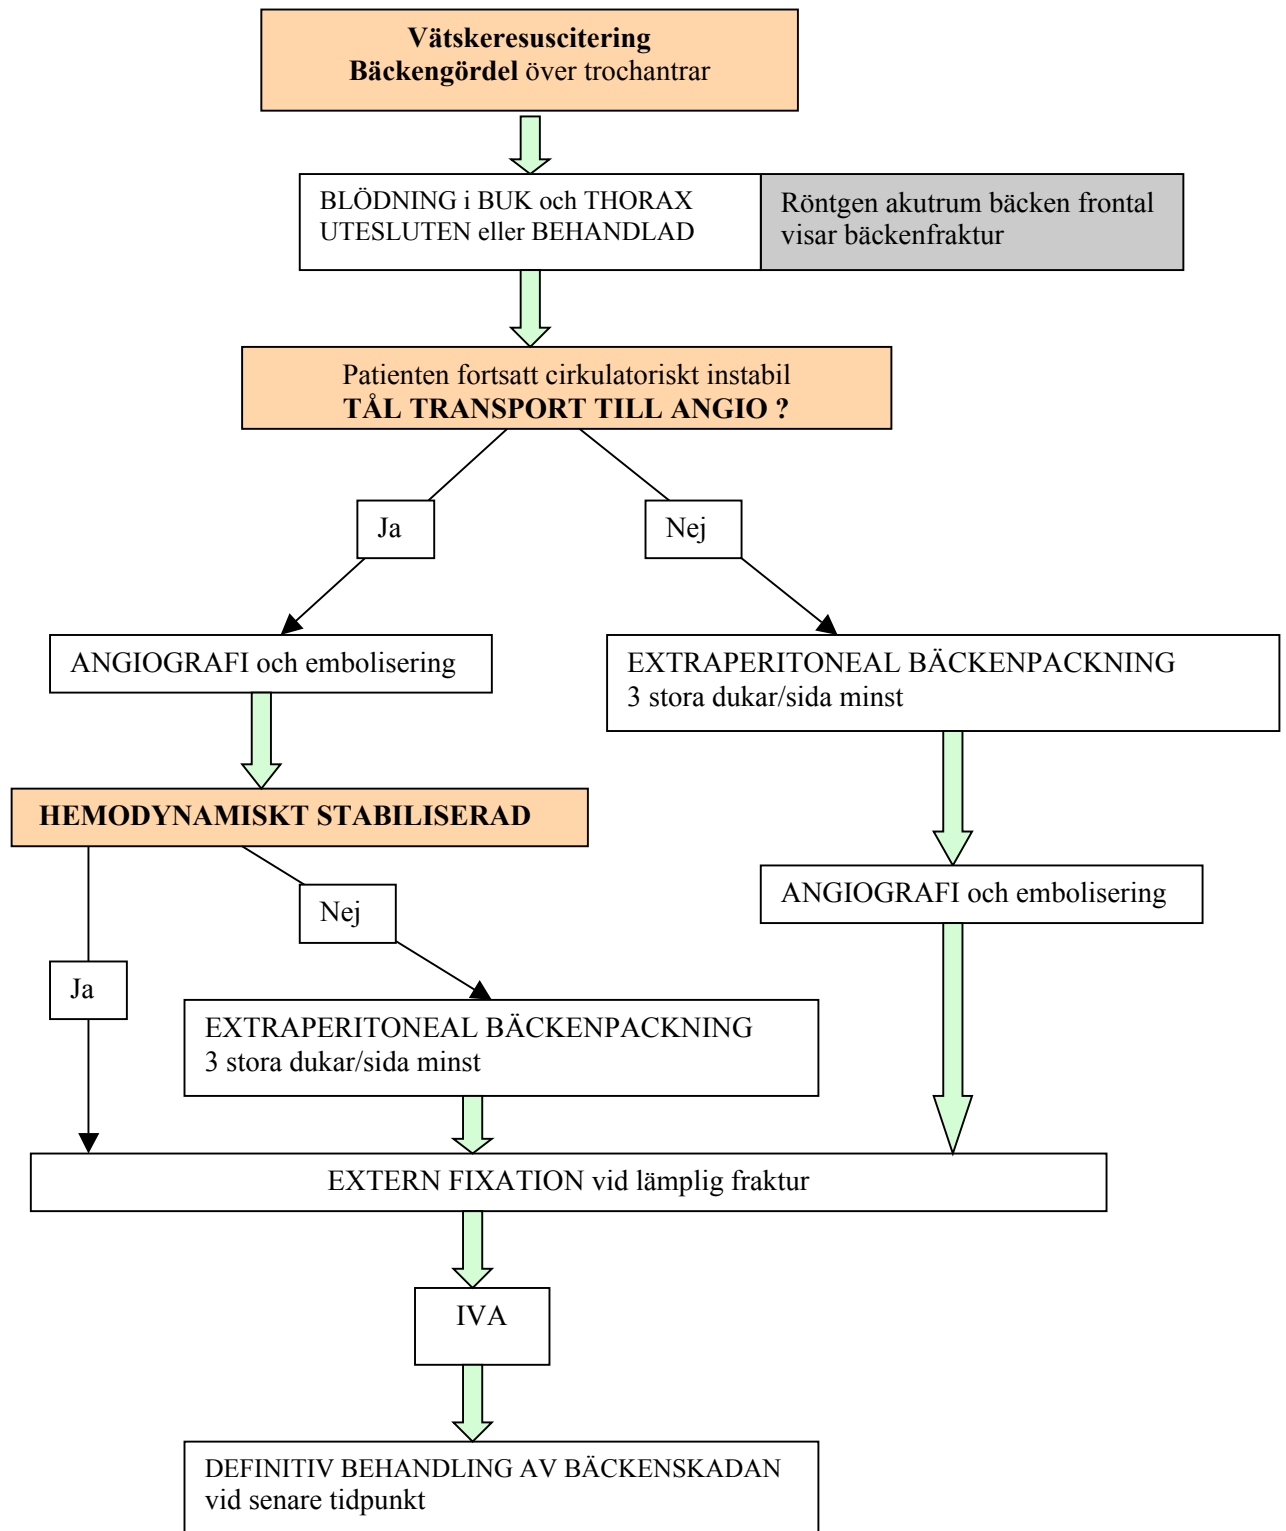 Vätskeresuscitering
Bäckengördel över trochantrar
BLÖDNING i BUK och THORAX
UTESLUTEN eller BEHANDLAD
Röntgen akutrum bäcken frontal
visar bäckenfraktur
Patienten fortsatt cirkulatoriskt instabil
TÅL TRANSPORT TILL ANGIO ?
Ja
Nej
ANGIOGRAFI och embolisering
EXTRAPERITONEAL BÄCKENPACKNING
3 stora dukar/sida minst
HEMODYNAMISKT STABILISERAD
ANGIOGRAFI och embolisering
Nej
Ja
EXTRAPERITONEAL BÄCKENPACKNING
3 stora dukar/sida minst
EXTERN FIXATION vid lämplig fraktur
IVA
DEFINITIV BEHANDLING AV BÄCKENSKADAN
vid senare tidpunkt